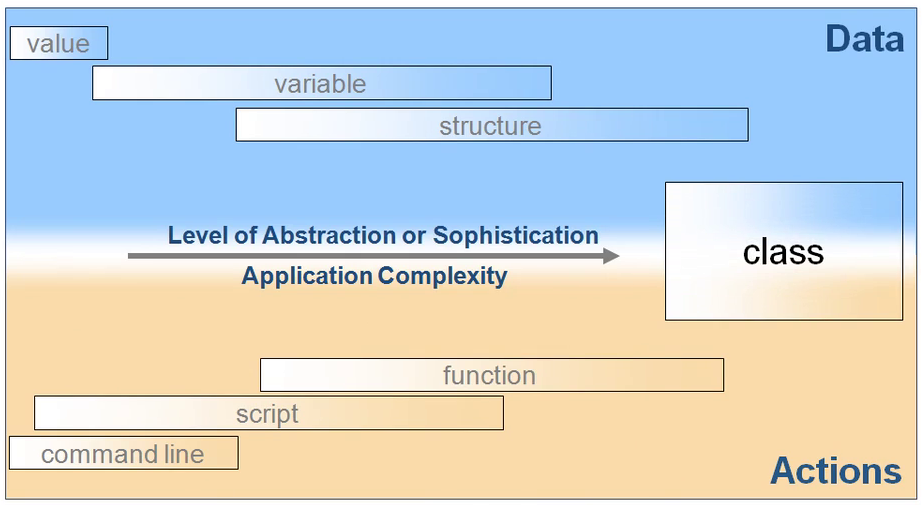 value
Data
variable
structure
Level of Abstraction or Sophistication
Application Complexity
class
function
script
command line
Actions